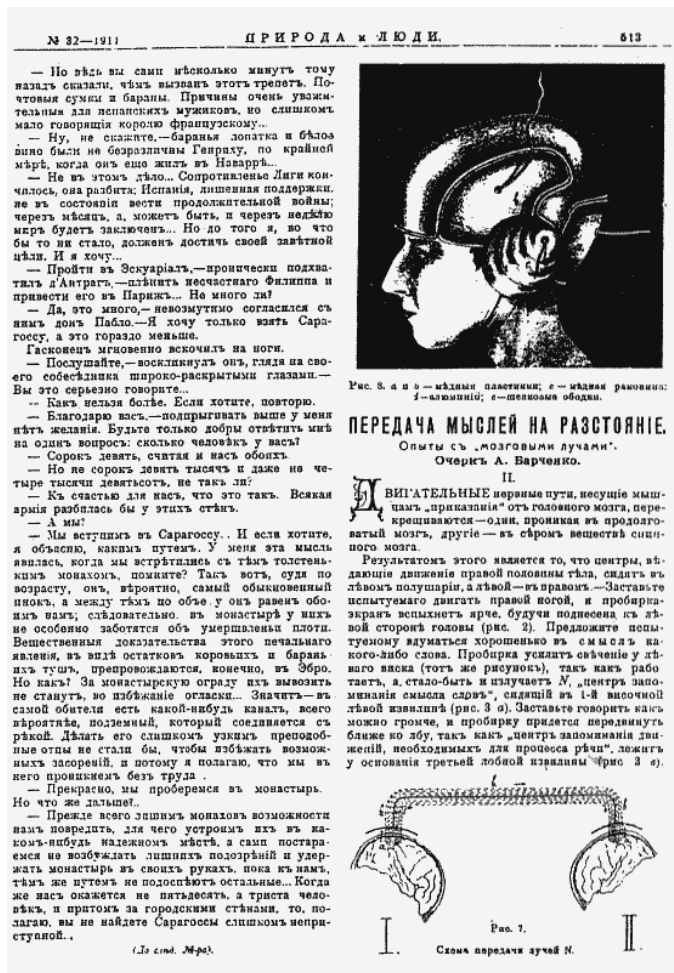 № 32—1911
ПРИРОДА и ЛЮДИ.
513
— Но вѣдь вы сами нѣсколько минутъ тому
назадъ сказали, чѣмъ вызванъ этотъ трепетъ. По-
чтовыя сумки и бараны. Причины очень уважи-
тельныя для испанскихъ мужиковъ, но слишкомъ
мало говорящія королю французскому...
— Ну, не скажите,—баранья лопатка и бѣлое
вино были не безразличны Генриху, по крайней
мѣрѣ, когда онъ еще жилъ въ Наваррѣ...
— Не въ этомъ дѣло... Сопротивленье Лиги кон-
чилось, она разбита; Испанія, лишенная поддержки,
не въ состояніи вести продолжительной войны;
черезъ мѣсяцъ, а, можетъ быть, и черезъ недѣлю
миръ будетъ заключенъ... Но до того я, во что
бы то ни стало, долженъ достичь своей завѣтной
цѣли. И я хочу...
— Пройти въ Эскуріалъ,—иронически подхва-
тилъ д'Антрагъ,—плѣнить несчастнаго Филиппа и
привести его въ Парижъ... Не много ли?
— Да, это много,—невозмутимо согласился съ
нимъ донъ Пабло.—Я хочу только взять Сара-
госсу, а это гораздо меньше.
Гасконецъ мгновенно вскочилъ на ноги.
— Послушайте,—воскликнулъ онъ, глядя на сво-
его собесѣдника широко-раскрытыми глазами.—
Вы это серьезно говорите...
— Какъ нельзя болѣе. Если хотите, повторю.
— Благодарю васъ,—подпрыгивать выше у меня
нѣтъ желанія. Будьте только добры отвѣтить мнѣ
на одинъ вопросъ: сколько человѣкъ у васъ?
— Сорокъ девять, считая и насъ обоихъ
— Но не сорокъ девять тысячъ и даже не че-
тыре тысячи девятьсотъ, не такъ ли?
— Къ счастью для насъ, что это такъ. Всякая
армія разбилась бы у этихъ стѣнъ.
— А мы?
— Мы вступимъ въ Сарагоссу.. И если хотите,
я объясню, какимъ путемъ. У меня эта мысль
явилась, когда мы встрѣтились съ тѣмъ толстень-
кимъ монахомъ, помните? Такъ вотъ, судя по
возрасту, онъ, вѣроятно, самый обыкновенный
инокъ, а между тѣмъ по объе у онъ равенъ обо-
имъ вамъ; слѣдовательно. въ монастырѣ у нихъ
не особенно заботятся объ умерщвленьи плоти.
Вещественныя доказательства этого печальнаго
явленія, въ видѣ остатковъ коровьихъ и барань
ихъ тушъ, препровождаются, конечно, въ Эбро.
Но какъ? За монастырскую ограду ихъ вывозить
не станутъ, во избѣжаніе огласки... Значитъ—въ
самой обители есть какой-нибудь каналъ, всего
вѣроятнѣе, подземный, который соединяется съ
рѣкой. Дѣлать его слишкомъ узкимъ преподоб-
ные отцы не стали бы, чтобы избѣжать возмож-
ныхъ засореній, и потому я полагаю, что мы въ
него проникнемъ безъ труда .
— Прекрасно, мы проберемся въ монастырь.
Но что же дальше?..
— Прежде всего лишимъ монаховъ возможности
намъ повредить, для чего устроимъ ихъ въ ка-
комъ-нибудь надежномъ мѣстѣ, а сами постара-
емся не возбуждать лишнихъ подозрѣній и удер-
жать монастырь въ своихъ рукахъ, пока къ намъ,
тѣмъ же путемъ не подоспѣютъ остальные... Когда
же насъ окажется не пятьдесятъ, а триста чело-
вѣкъ, и притомъ за городскими стѣнами, то, по-
лагаю, вы не найдете Сарагоссы слишкомъ непри-
ступной..
(До слѣд. №-ра).
Рис. 8. а и b — мѣдныя пластинки; с — мѣдная раковина;
d—алюминій; е—шелковые ободки.
ПЕРЕДАЧА МЫСЛЕЙ НА РАЗСТОЯНІЕ.
Опыты съ „мозговыми лучами".
Очеркъ А. Барченко.
II.
ДВИГАТЕЛЬНЫЕ нервные пути, несущіе мыш-
цамъ „приказанія" отъ головного мозга, пере-
крещиваются—одни, проникая въ продолго-
ватый мозгъ, другіе — въ сѣромъ веществѣ спин-
ного мозга.
Результатомъ этого является то, что центры, вѣ-
дающіе движеніе правой половины тѣла, сидятъ въ
лѣвомъ полушаріи, а лѣвой—въ правомъ.—Заставьте
испытуемаго двигать правой ногой, и пробирка-
экранъ вспыхнетъ ярче, будучи поднесена къ лѣ-
вой сторонѣ головы (рис. 2). Предложите испы-
туемому вдуматься хорошенько въ смыслъ ка-
кого-либо слова. Пробирка усилитъ свѣченіе у лѣ-
ваго виска (тотъ же рисунокъ), такъ какъ рабо
таетъ, а, стало-быть и излучаетъ N, „центръ запо-
минанія смысла словъ", сидящій въ 1-й височной
лѣвой извилинѣ (рис. 3 а). Заставьте говорить какъ
можно громче, и пробирку придется передвинуть
ближе ко лбу, такъ какъ „центръ запоминанія дви-
женій, необходимыхъ для процесса рѣчи", лежитъ
у основанія третьей лобной извилины (рис 3 в).
b
a
I.
II.
Рис. 7.
Схема передачи лучей N.